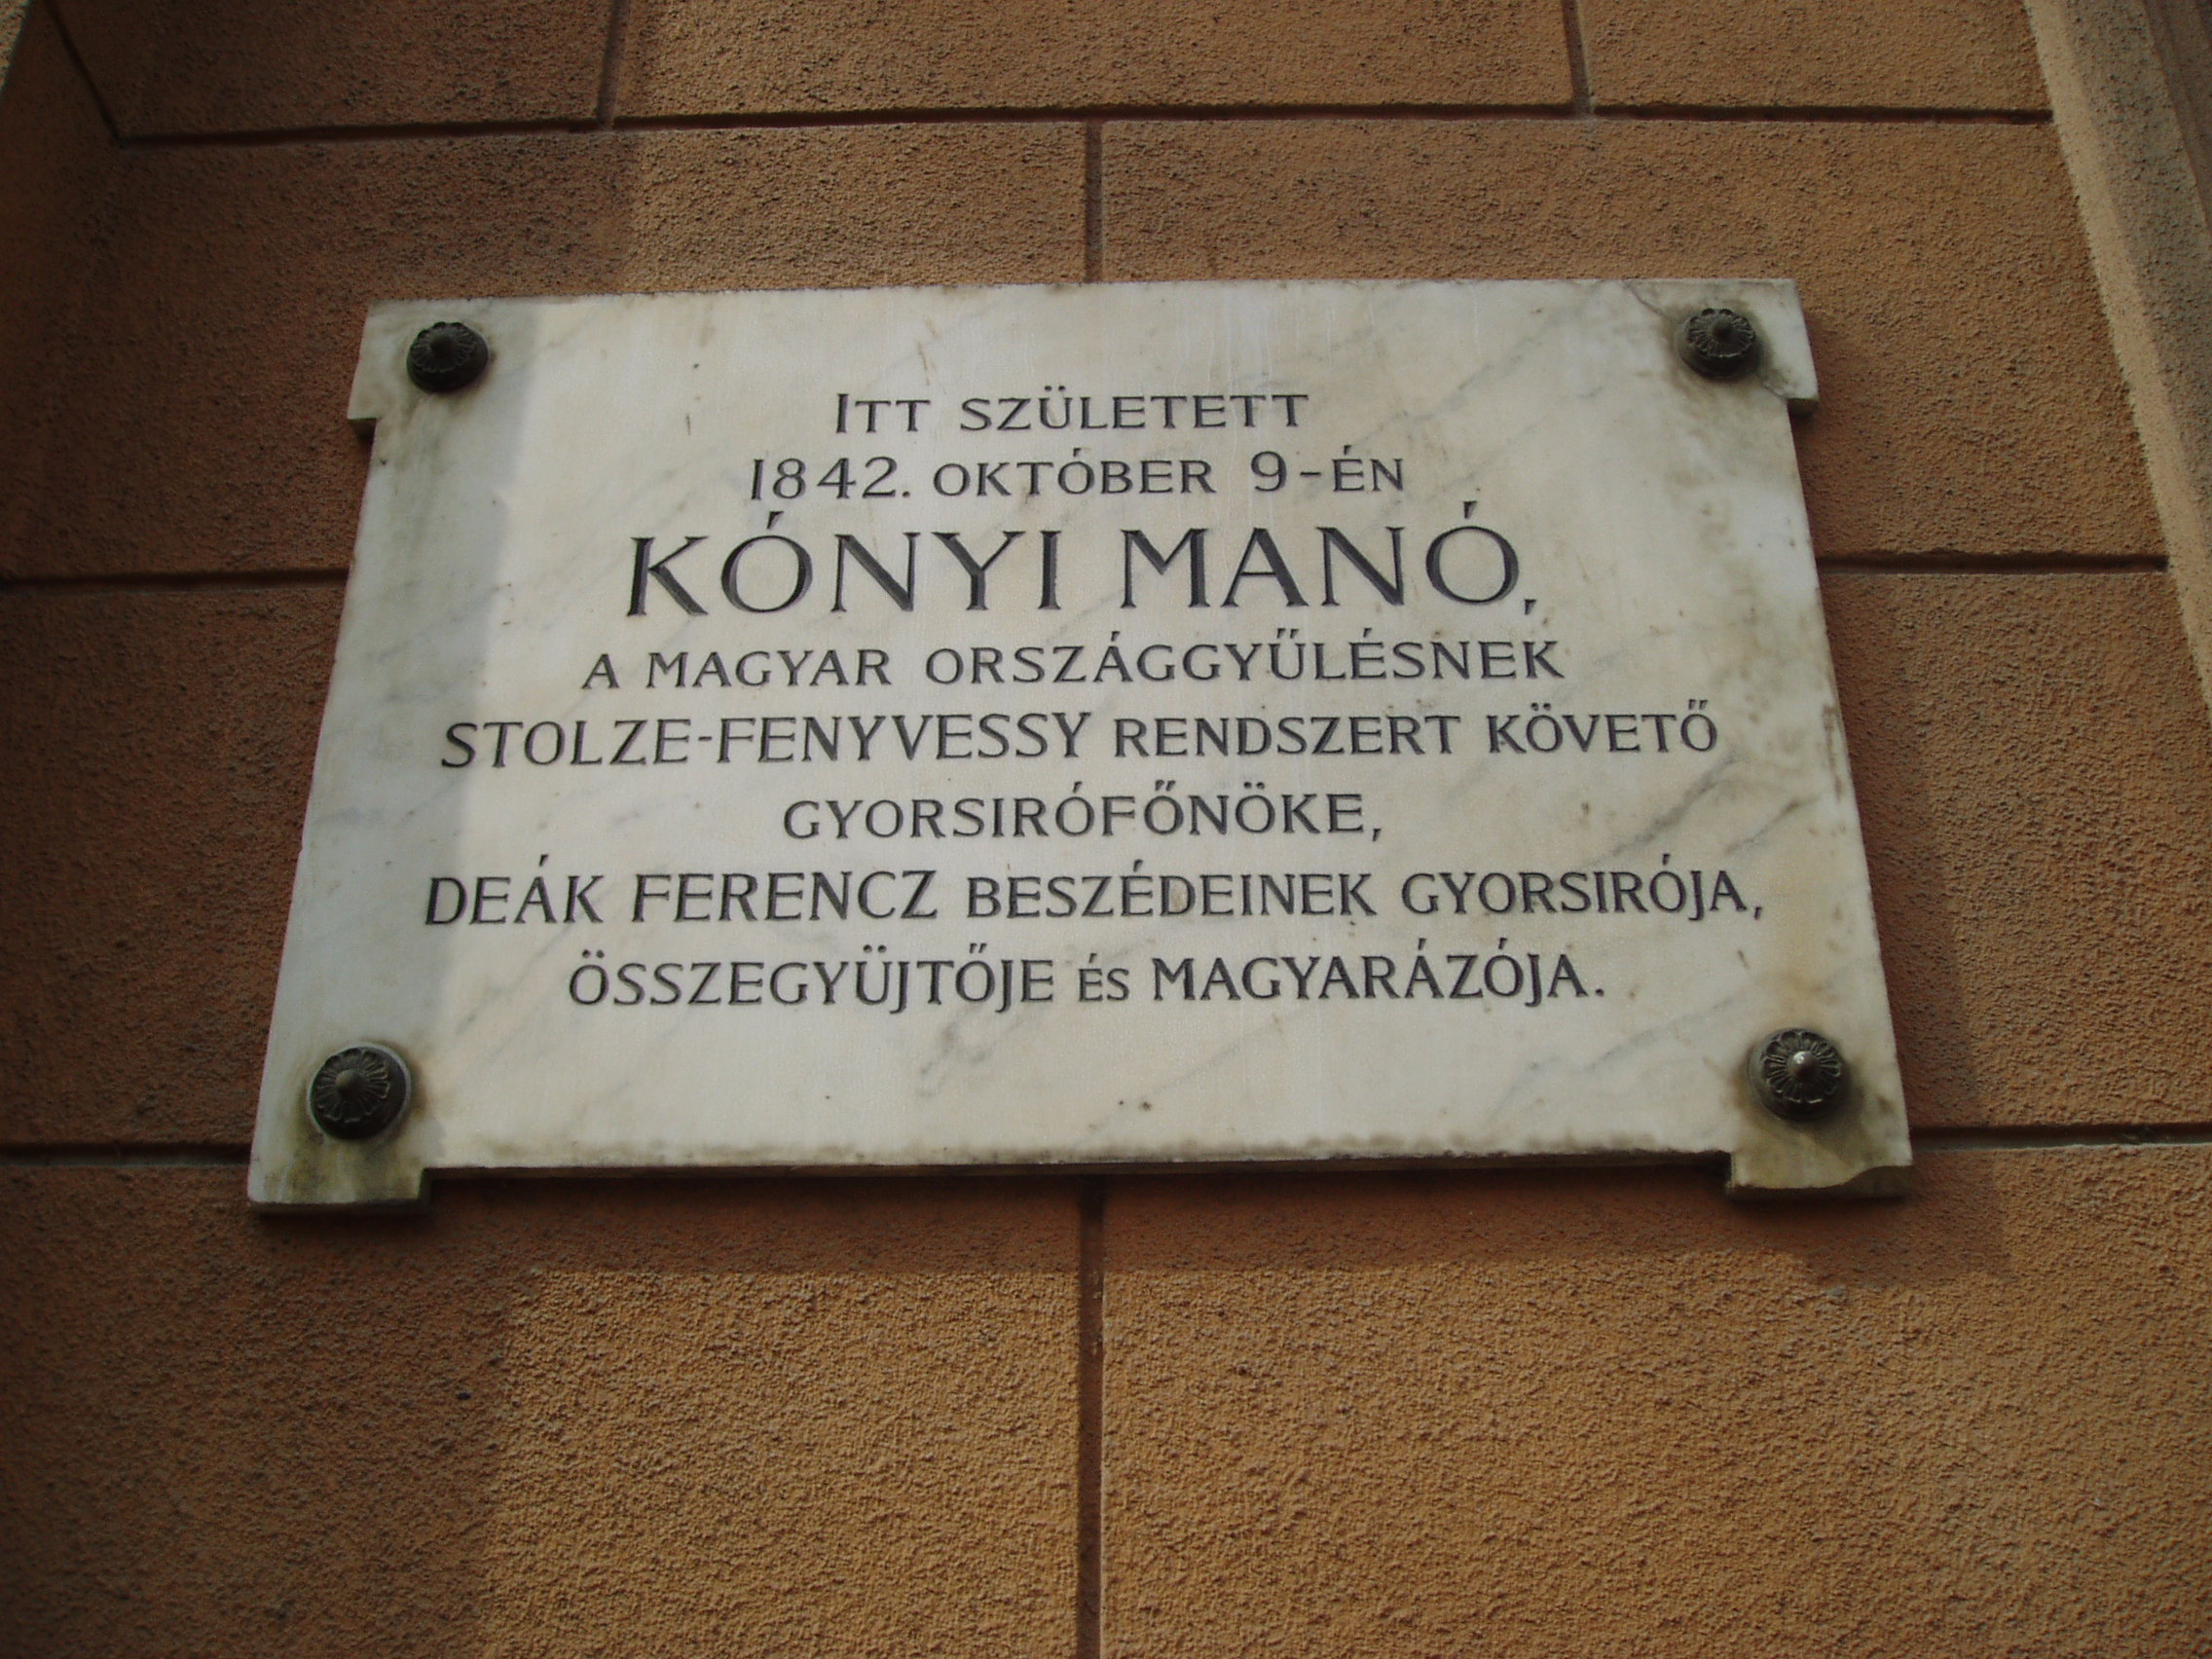 ITT SZÜLETETT
1842. OKTÓBER 9-ÉN
KÓNYI MANÓ,
A MAGYAR ORSZÁGGYŰLÉSNEK
STOLZE-FENYVESSY RENDSZERT KÖVETŐ
GYORSIRÓFŐNÖKE,
DEÁK FERENCZ BESZÉDEINEK GYORSIRÓJA,
ÖSSZEGYÜJTŐJE ÉS MAGYARÁZÓJA.